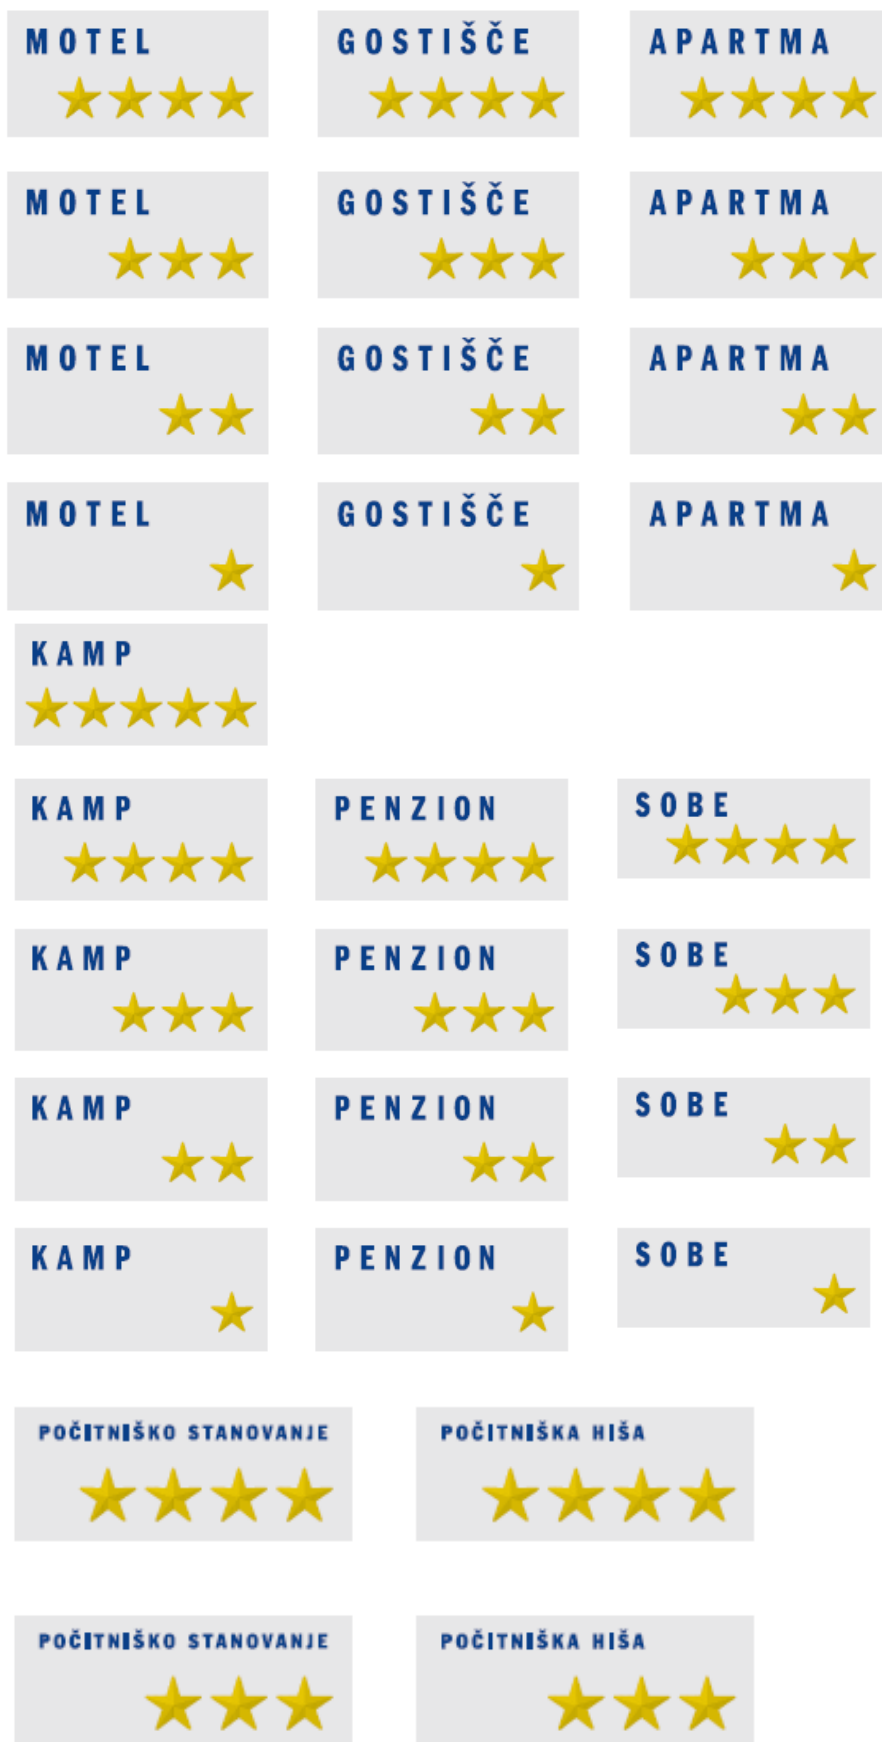 MOTEL GOSTIŠČE APARTMA
MOTEL GOSTIŠČE APARTMA
MOTEL GOSTIŠČE APARTMA
MOTEL GOSTIŠČE APARTMA
KAMP
KAMP PENZION SOBE
KAMP PENZION SOBE
KAMP PENZION SOBE
KAMP PENZION SOBE
POČITNIŠKO STANOVANJE POČITNIŠKA HIŠA
POČITNIŠKO STANOVANJE POČITNIŠKA HIŠA